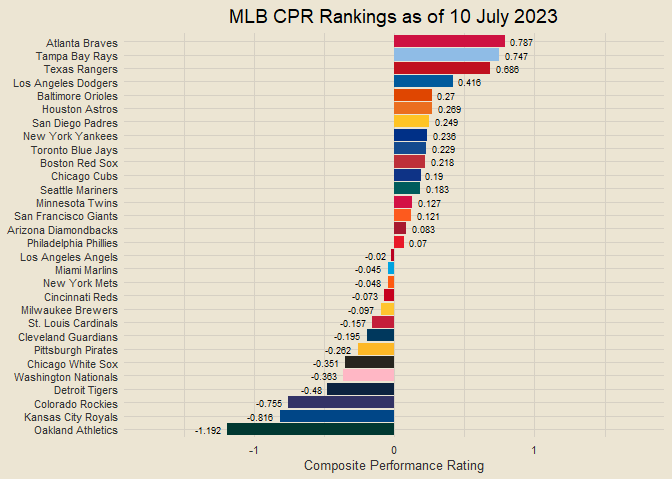 MLB CPR Rankings as of 10 July 2023
Atlanta Braves 0.787
Tampa Bay Rays 0.747
Texas Rangers 0.686
Los Angeles Dodgers 0.416
Baltimore Orioles 0.27
Houston Astros 0.269
San Diego Padres 0.249
New York Yankees 0.236
Toronto Blue Jays 0.229
Boston Red Sox 0.218
Chicago Cubs 0.19
Seattle Mariners 0.183
Minnesota Twins 0.127
San Francisco Giants 0.121
Arizona Diamondbacks 0.083
Philadelphia Phillies 0.07
Los Angeles Angels -0.02
Miami Marlins -0.045
New York Mets -0.048
Cincinnati Reds -0.073
Milwaukee Brewers -0.097
St. Louis Cardinals -0.157
Cleveland Guardians -0.195
Pittsburgh Pirates -0.262
Chicago White Sox -0.351
Washington Nationals -0.363
Detroit Tigers -0.48
Colorado Rockies -0.755
Kansas City Royals -0.816
Oakland Athletics -1.192
-1 0 1
Composite Performance Rating